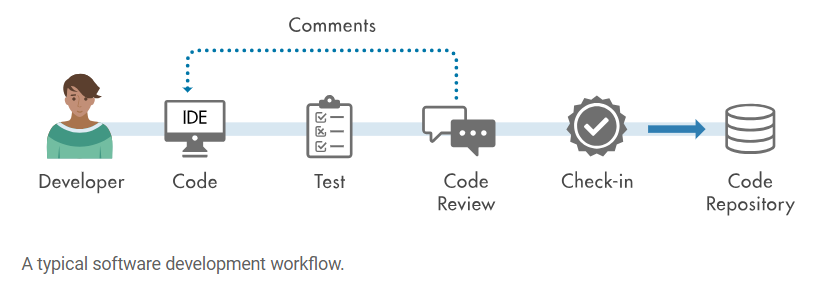 Comments
IDE
Developer
Code
Test
Code
Review
Check-in
Code
Repository
A typical software development workflow.